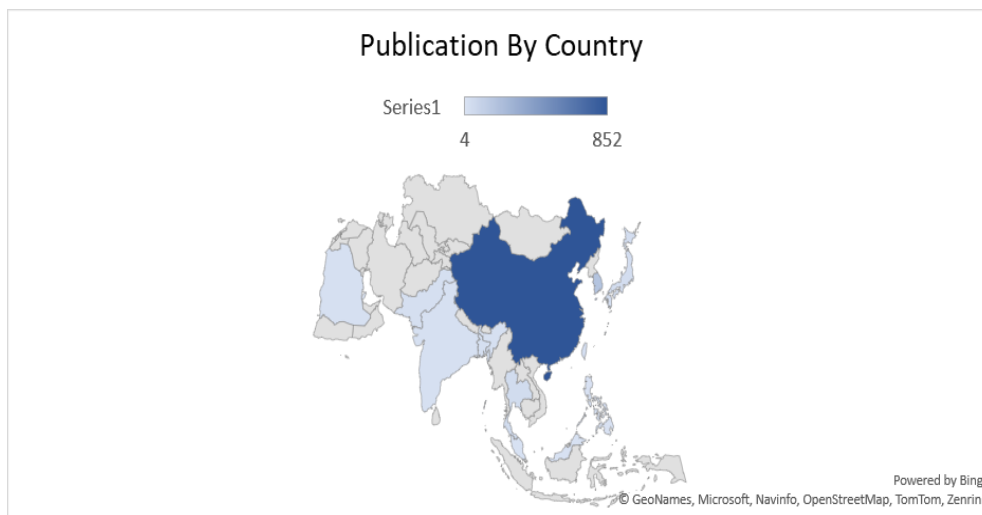 Publication By Country
Series1
4 852
Powered by Bing
© GeoNames, Microsoft, Navinfo, OpenStreetMap, TomTom, Zenrin